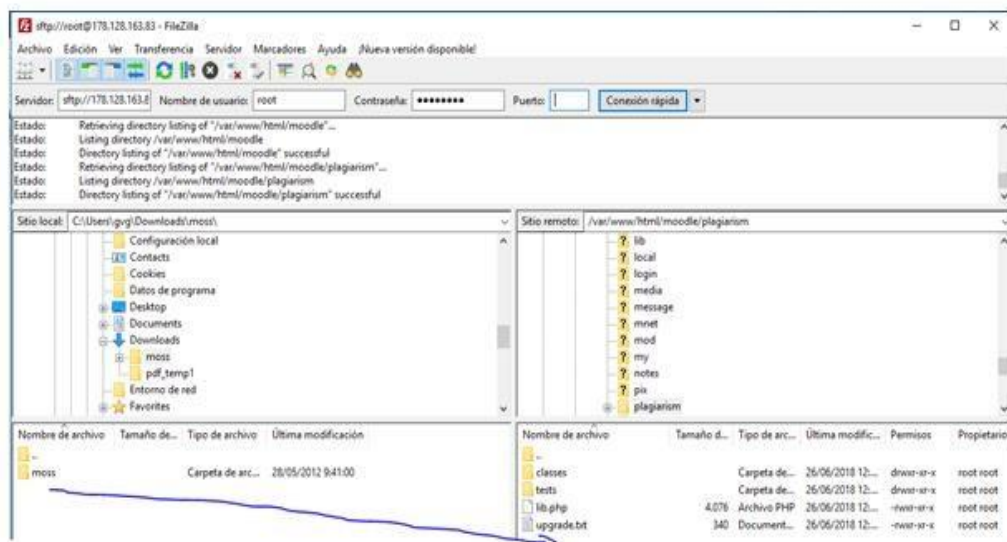 sftp://root@178.128.163.83 - FileZilla
Archivo Edición Ver Transferencia Servidor Marcadores Ayuda ¡Nueva versión disponible!
Servidor: sftp://178.128.163.8 Nombre de usuario: root Contraseña: ●●●●●●●● Puerto: Conexión rápida
Estado: Retrieving directory listing of "/var/www/html/moodle"...
Estado: Listing directory /var/www/html/moodle
Estado: Directory listing of "/var/www/html/moodle" successful
Estado: Retrieving directory listing of "/var/www/html/moodle/plagiarism"...
Estado: Listing directory /var/www/html/moodle/plagiarism
Estado: Directory listing of "/var/www/html/moodle/plagiarism" successful
Sitio local: C:\Users\gvg\Downloads\moss\
Configuración local
Contacts
Cookies
Datos de programa
Desktop
Documents
Downloads
moss
pdf_temp1
Entorno de red
Favorites
Nombre de archivo Tamaño de... Tipo de archivo Última modificación
..
moss Carpeta de arc... 28/05/2012 9:41:00
Sitio remoto: /var/www/html/moodle/plagiarism
lib
local
login
media
message
mnet
mod
my
notes
pix
plagiarism
Nombre de archivo Tamaño d... Tipo de arc... Última modific... Permisos Propietario
..
classes Carpeta de... 26/06/2018 12:... drwxr-xr-x root root
tests Carpeta de... 26/06/2018 12:... drwxr-xr-x root root
lib.php 4.076 Archivo PHP 26/06/2018 12:... -rwxr-xr-x root root
upgrade.txt 340 Document... 26/06/2018 12:... -rwxr-xr-x root root